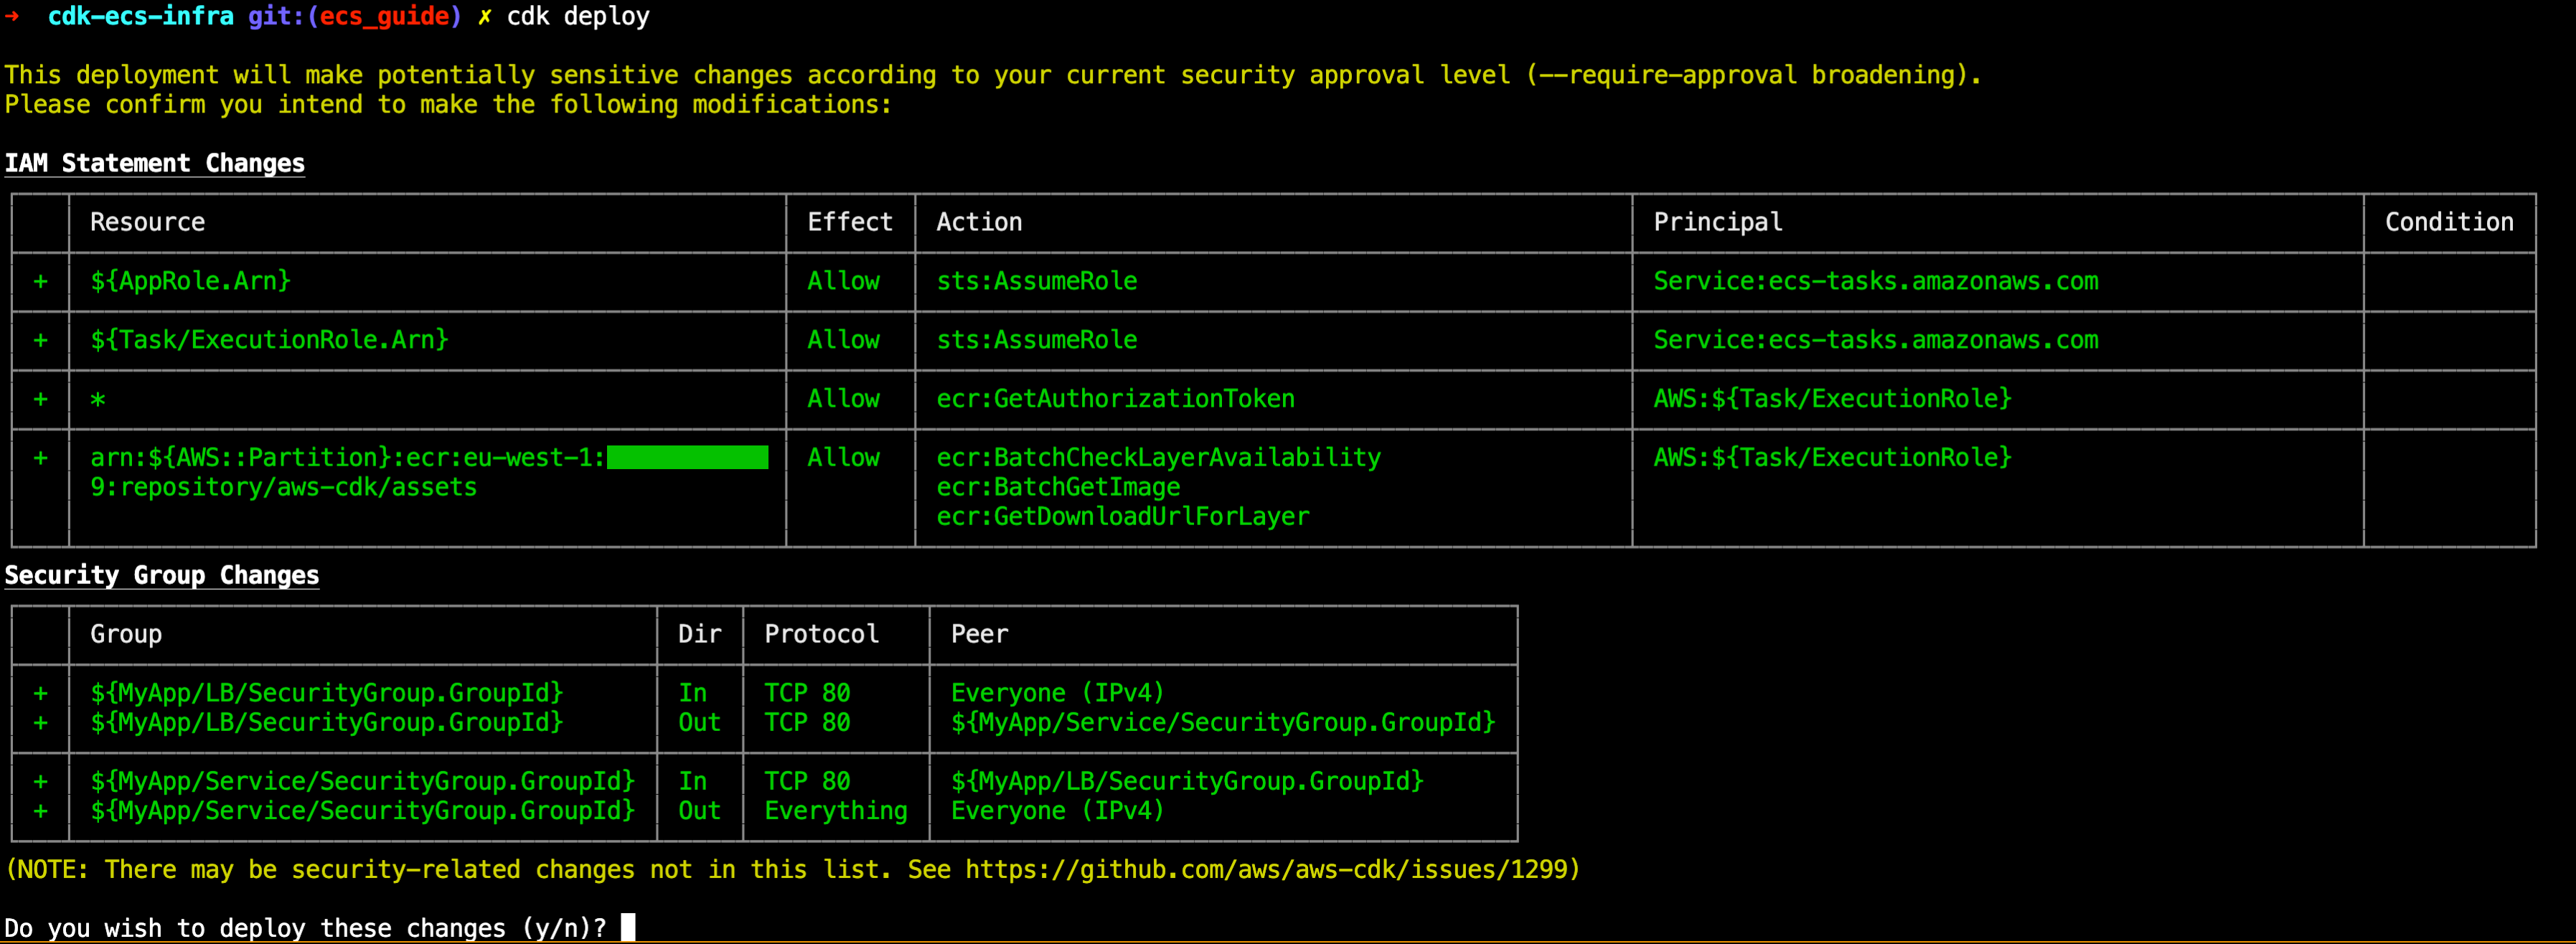 ➜ cdk-ecs-infra git:(ecs_guide) ✗ cdk deploy
This deployment will make potentially sensitive changes according to your current security approval level (--require-approval broadening).
Please confirm you intend to make the following modifications:
IAM Statement Changes
Resource Effect Action Principal Condition
+ ${AppRole.Arn} Allow sts:AssumeRole Service:ecs-tasks.amazonaws.com
+ ${Task/ExecutionRole.Arn} Allow sts:AssumeRole Service:ecs-tasks.amazonaws.com
+ * Allow ecr:GetAuthorizationToken AWS:${Task/ExecutionRole}
+ arn:${AWS::Partition}:ecr:eu-west-1: Allow ecr:BatchCheckLayerAvailability AWS:${Task/ExecutionRole}
9:repository/aws-cdk/assets ecr:BatchGetImage
ecr:GetDownloadUrlForLayer
Security Group Changes
Group Dir Protocol Peer
+ ${MyApp/LB/SecurityGroup.GroupId} In TCP 80 Everyone (IPv4)
+ ${MyApp/LB/SecurityGroup.GroupId} Out TCP 80 ${MyApp/Service/SecurityGroup.GroupId}
+ ${MyApp/Service/SecurityGroup.GroupId} In TCP 80 ${MyApp/LB/SecurityGroup.GroupId}
+ ${MyApp/Service/SecurityGroup.GroupId} Out Everything Everyone (IPv4)
(NOTE: There may be security-related changes not in this list. See https://github.com/aws/aws-cdk/issues/1299)
Do you wish to deploy these changes (y/n)?